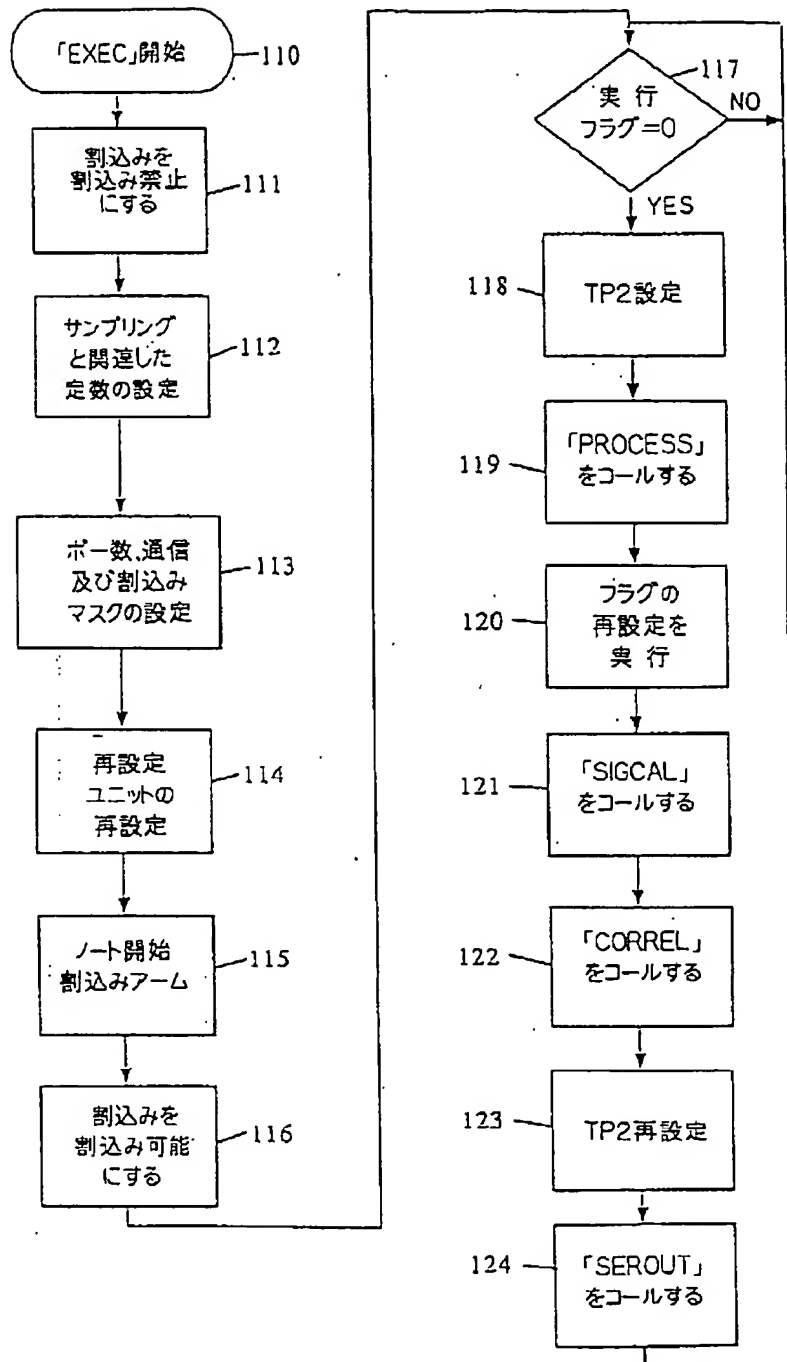 「EXEC」開始
110
割込みを
割込み禁止
にする
111
サンプリング
と関連した
定数の設定
112
ボー数、通信
及び割込み
マスクの設定
113
再設定
ユニットの
再設定
114
ノート開始
割込みアーム
115
割込みを
割込み可能
にする
116
実行
フラグ=0
117
NO
YES
118
TP2設定
119
「PROCESS」
をコールする
120
フラグの
再設定を
実行
121
「SIGCAL」
をコールする
122
「CORREL」
をコールする
123
TP2再設定
124
「SEROUT」
をコールする